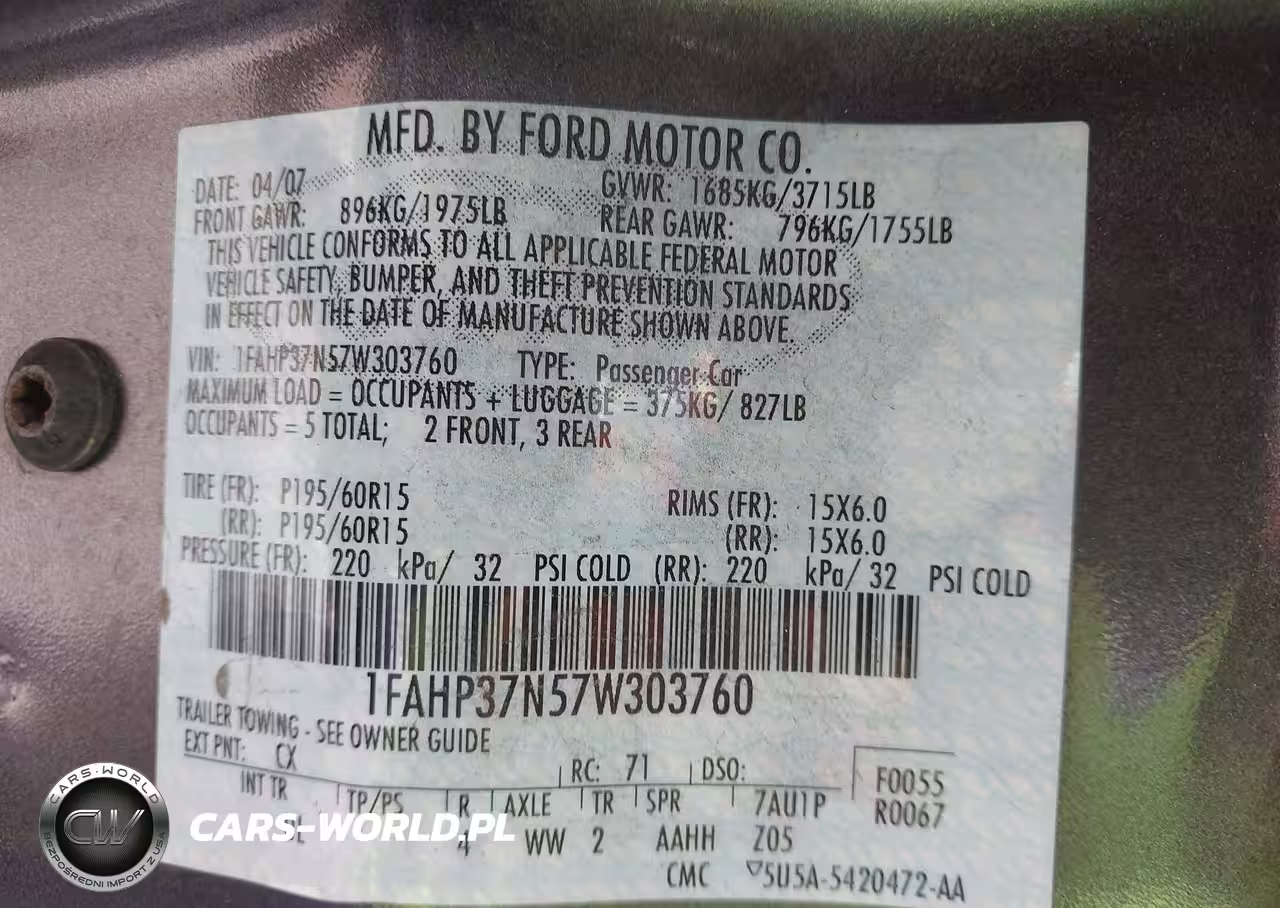 MFD. BY FORD MOTOR CO.
DATE: 04/07 GVWR: 1685KG/3715LB
FRONT GAWR: 896KG/1975LB REAR GAWR: 796KG/1755LB
THIS VEHICLE CONFORMS TO ALL APPLICABLE FEDERAL MOTOR
VEHICLE SAFETY, BUMPER, AND THEFT PREVENTION STANDARDS
IN EFFECT ON THE DATE OF MANUFACTURE SHOWN ABOVE.
VIN: 1FAHP37N57W303760 TYPE: Passenger Car
MAXIMUM LOAD = OCCUPANTS + LUGGAGE = 375KG/ 827LB
OCCUPANTS = 5 TOTAL; 2 FRONT, 3 REAR
TIRE (FR): P195/60R15 RIMS (FR): 15X6.0
(RR): P195/60R15 (RR): 15X6.0
PRESSURE (FR): 220 kPa/ 32 PSI COLD (RR): 220 kPa/ 32 PSI COLD
1FAHP37N57W303760
TRAILER TOWING - SEE OWNER GUIDE
EXT PNT: CX RC: 71 DSO: F0055
INT TR TP/PS R AXLE TR SPR 7AU1P R0067
4 WW 2 AAHH Z05
CMC 5U5A-5420472-AA
CARS-WORLD
CW
BEZPOŚREDNI IMPORT Z USA
CARS-WORLD.PL